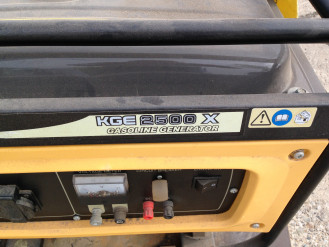 KGE 2500 X
GASOLINE GENERATOR